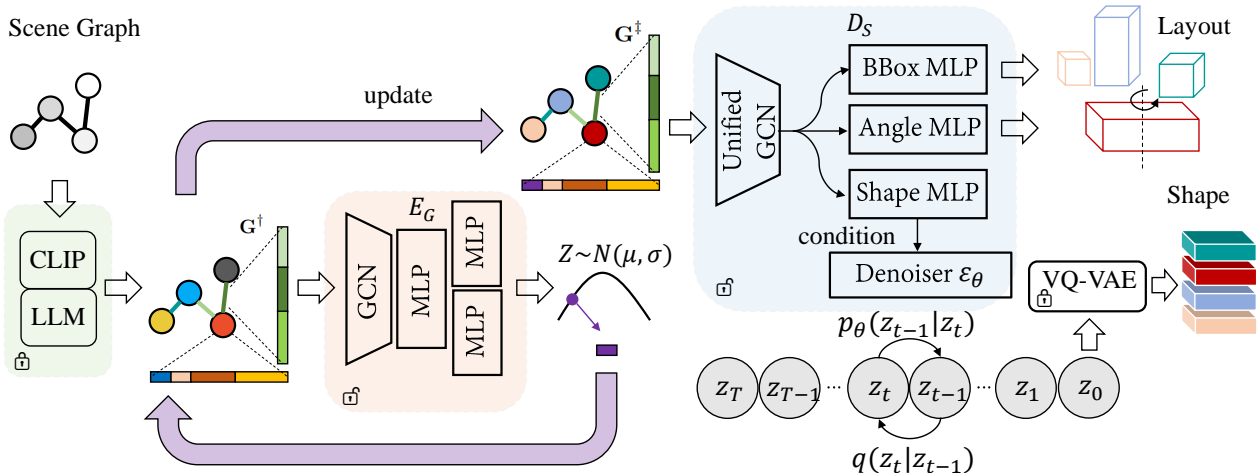 Scene Graph
CLIP
LLM
update
G†
GCN
MLP
E_G
MLP
MLP
Z~N(μ, σ)
G‡
D_S
Unified
GCN
BBox MLP
Angle MLP
Shape MLP
condition
Denoiser ε_θ
Layout
Shape
VQ-VAE
p_θ(z_{t−1}|z_t)
z_T
z_{T−1}
...
z_t
z_{t−1}
...
z_1
z_0
q(z_t|z_{t−1})